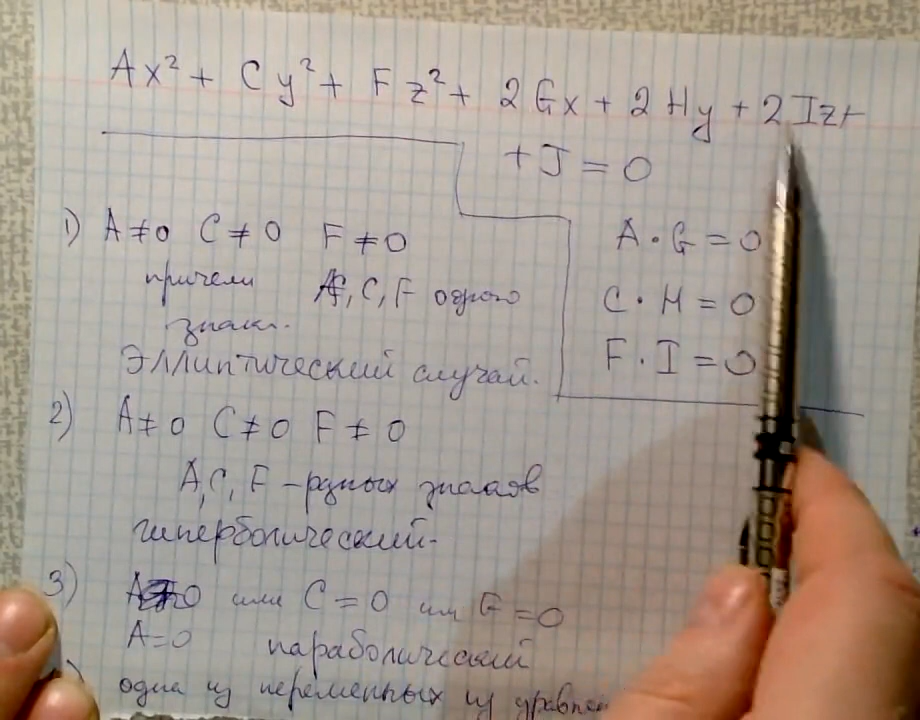 Ax² + Cy² + Fz² + 2Gx + 2Hy + 2Iz +
+ J = 0
A · G = 0
C · H = 0
F · I = 0
1) A ≠ 0 C ≠ 0 F ≠ 0
причем A, C, F одного
знака.
Эллиптический случай.
2) A ≠ 0 C ≠ 0 F ≠ 0
A, C, F – разных знаков
гиперболический.
3) или C = 0 или F = 0
A = 0 параболический
одна из переменных из